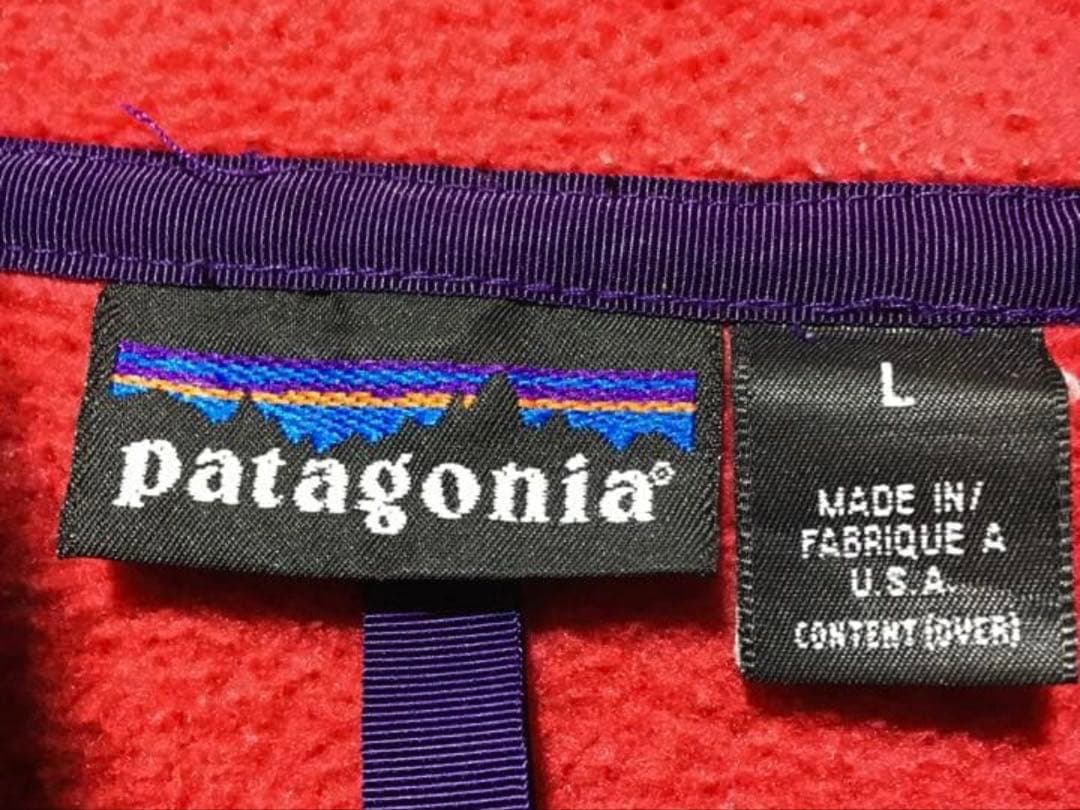 patagonia®
L
MADE IN/
FABRIQUE A
U.S.A.
CONTENT (OVER)